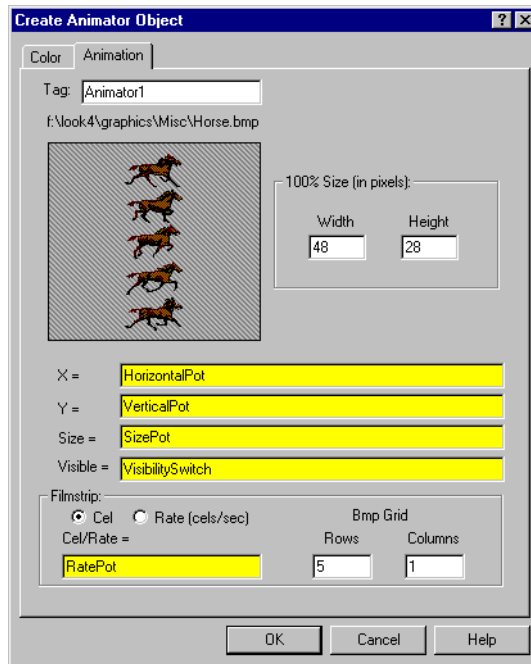 Create Animator Object
Color Animation
Tag: Animator1
f:\look4\graphics\Misc\Horse.bmp
100% Size (in pixels):
Width Height
48 28
X = HorizontalPot
Y = VerticalPot
Size = SizePot
Visible = VisibilitySwitch
Filmstrip:
Cel Rate (cels/sec) Bmp Grid
Cel/Rate = Rows Columns
RatePot 5 1
OK Cancel Help